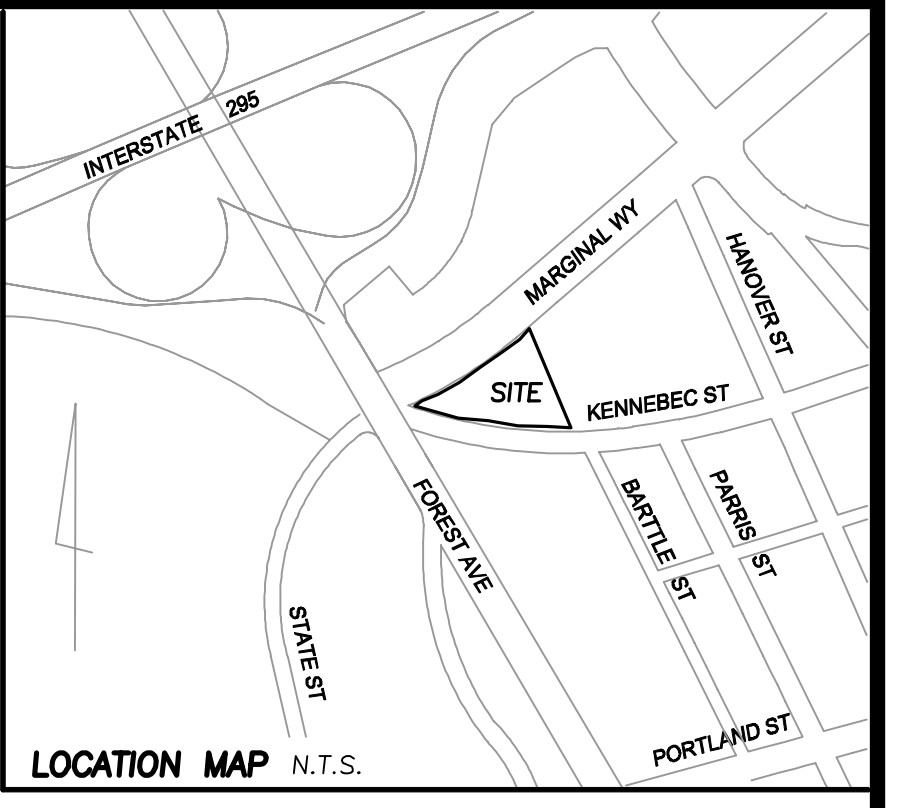 INTERSTATE 295
MARGINAL WY
HANOVER ST
SITE
KENNEBEC ST
FOREST AVE
BARTTLE ST
PARRIS ST
STATE ST
PORTLAND ST
LOCATION MAP N.T.S.